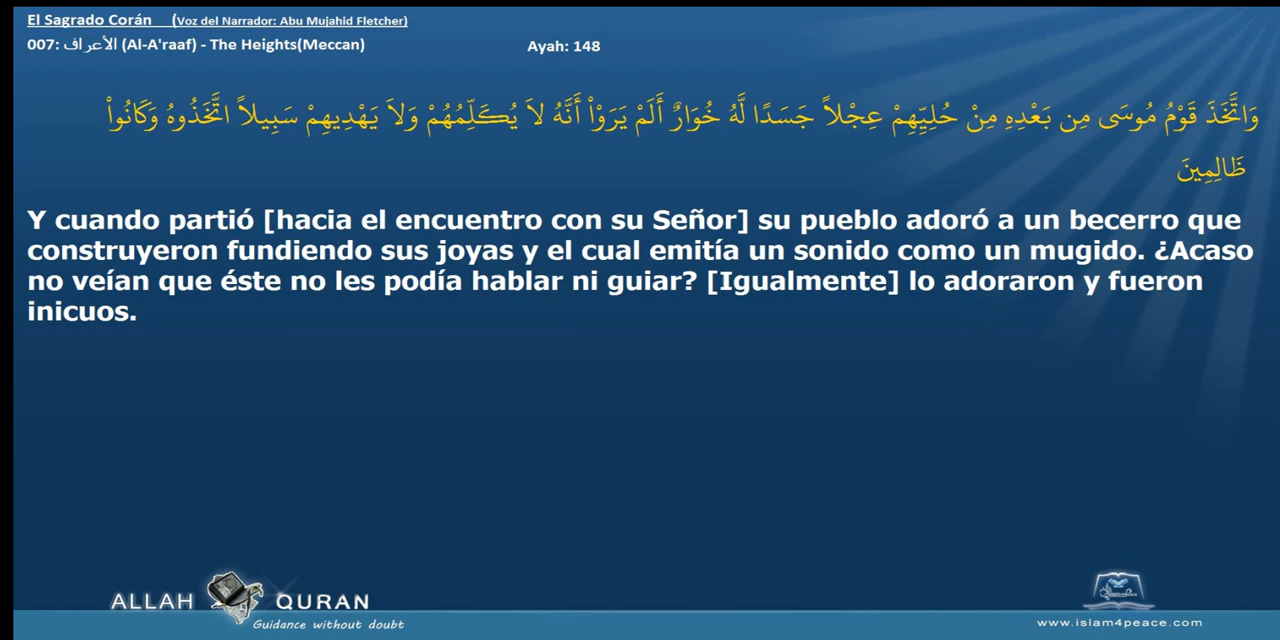 El Sagrado Corán (Voz del Narrador: Abu Mujahid Fletcher)
007: الأعراف (Al-A'raaf) - The Heights(Meccan) Ayah: 148
وَاتَّخَذَ قَوْمُ مُوسَى مِن بَعْدِهِ مِنْ حُلِيِّهِمْ عِجْلاً جَسَدًا لَّهُ خُوَارٌ أَلَمْ يَرَوْاْ أَنَّهُ لاَ يُكَلِّمُهُمْ وَلاَ يَهْدِيهِمْ سَبِيلاً اتَّخَذُوهُ وَكَانُواْ
ظَالِمِينَ
Y cuando partió [hacia el encuentro con su Señor] su pueblo adoró a un becerro que
construyeron fundiendo sus joyas y el cual emitía un sonido como un mugido. ¿Acaso
no veían que éste no les podía hablar ni guiar? [Igualmente] lo adoraron y fueron
inicuos.
ALLAH QURAN
Guidance without doubt
www.islam4peace.com